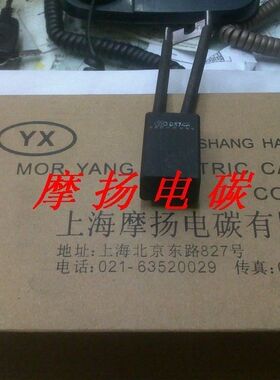 YX
SHANG HA
MOR YANG
TRIC CA
CO
摩扬电碳
上海摩扬电碳有
地址:上海北京东路827号
电话:021-63520029 传真:0